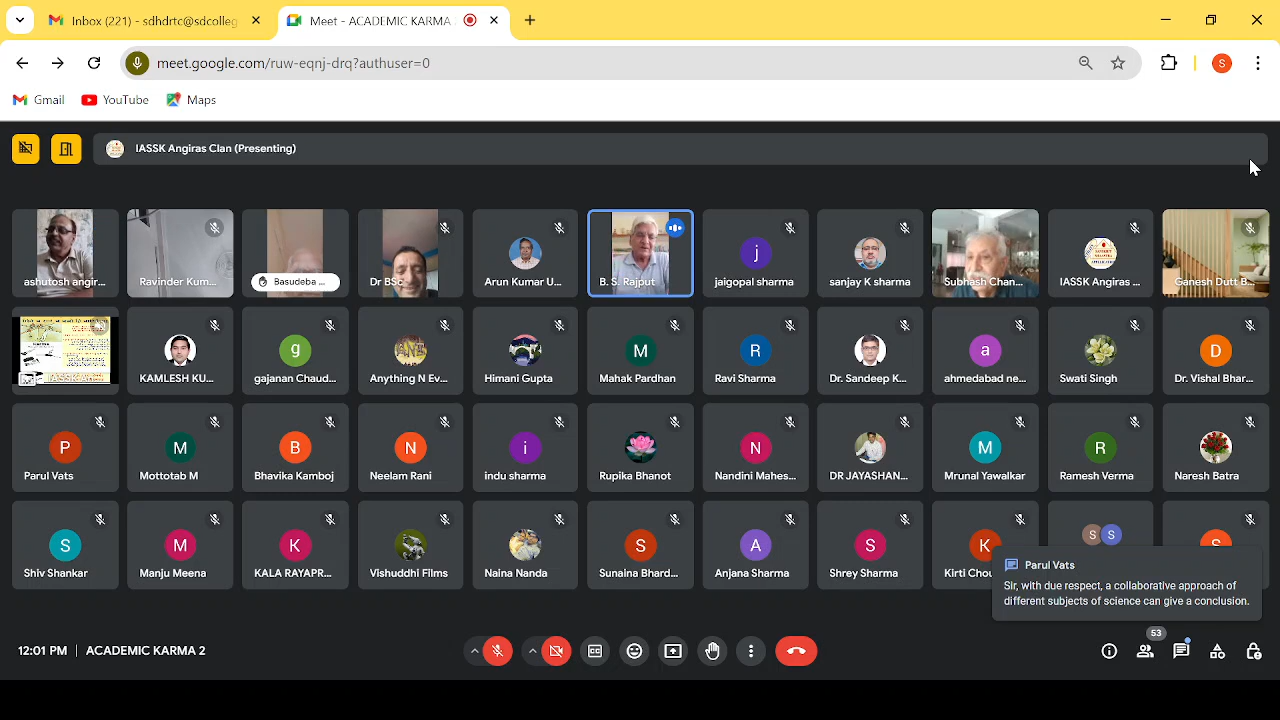 Inbox (221) - sdhdrtc@sdcolleg
Meet - ACADEMIC KARMA
meet.google.com/ruw-eqnj-drq?authuser=0
S
Gmail
YouTube
Maps
IASSK Angiras Clan (Presenting)
ashutosh angir...
Ravinder Kum...
Basudeba ...
Dr BSc
Arun Kumar U...
B. S. Rajput
j
jaigopal sharma
sanjay K sharma
Subhash Chan...
IASSK Angiras ...
Ganesh Dutt B...
KAMLESH KU...
g
gajanan Chaud...
Anything N Ev...
Himani Gupta
M
Mahak Pardhan
R
Ravi Sharma
Dr. Sandeep K...
a
ahmedabad ne...
Swati Singh
D
Dr. Vishal Bhar...
P
Parul Vats
M
Mottotab M
B
Bhavika Kamboj
N
Neelam Rani
i
indu sharma
Rupika Bhanot
N
Nandini Mahes...
DR JAYASHAN...
M
Mrunal Yawalkar
R
Ramesh Verma
Naresh Batra
S
Shiv Shankar
M
Manju Meena
K
KALA RAYAPR...
Vishuddhi Films
Naina Nanda
S
Sunaina Bhard...
A
Anjana Sharma
S
Shrey Sharma
K
Kirti Chou
S S
S
Parul Vats
Sir, with due respect, a collaborative approach of
different subjects of science can give a conclusion.
12:01 PM | ACADEMIC KARMA 2
53